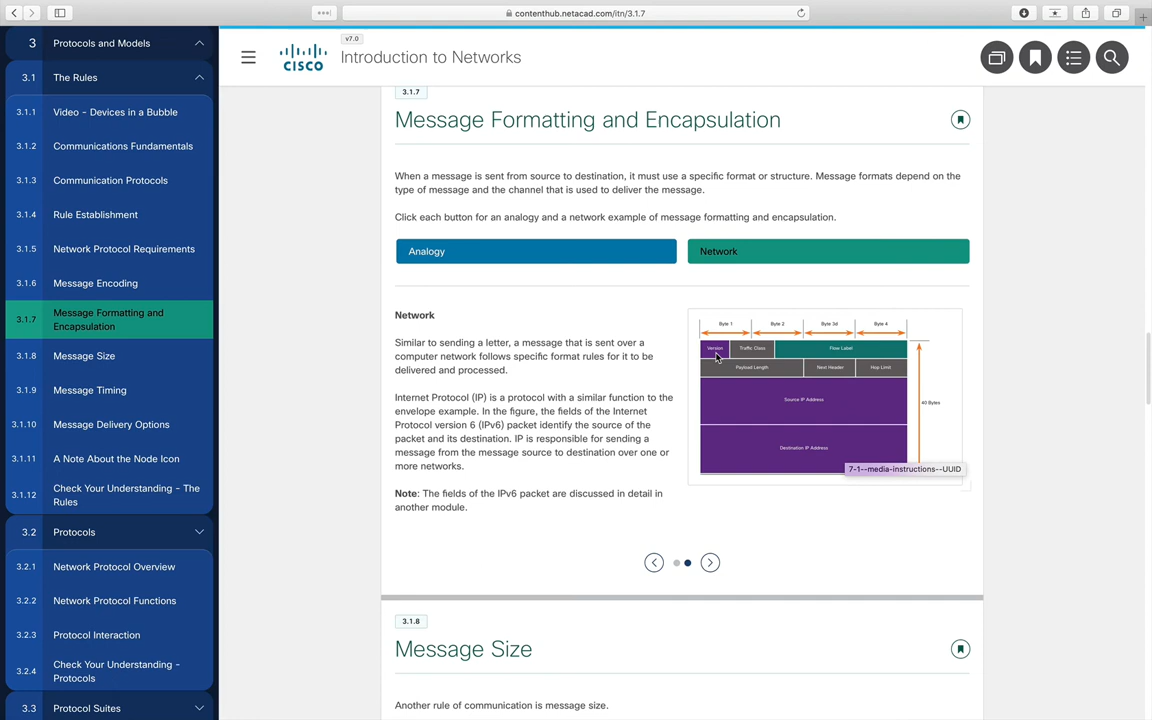 contenthub.netacad.com/itn/3.1.7
3 Protocols and Models
3.1 The Rules
3.1.1 Video - Devices in a Bubble
3.1.2 Communications Fundamentals
3.1.3 Communication Protocols
3.1.4 Rule Establishment
3.1.5 Network Protocol Requirements
3.1.6 Message Encoding
3.1.7 Message Formatting and
Encapsulation
3.1.8 Message Size
3.1.9 Message Timing
3.1.10 Message Delivery Options
3.1.11 A Note About the Node Icon
3.1.12 Check Your Understanding - The
Rules
3.2 Protocols
3.2.1 Network Protocol Overview
3.2.2 Network Protocol Functions
3.2.3 Protocol Interaction
3.2.4 Check Your Understanding -
Protocols
3.3 Protocol Suites
CISCO
v7.0
Introduction to Networks
3.1.7
Message Formatting and Encapsulation
When a message is sent from source to destination, it must use a specific format or structure. Message formats depend on the
type of message and the channel that is used to deliver the message.
Click each button for an analogy and a network example of message formatting and encapsulation.
Analogy
Network
Network
Similar to sending a letter, a message that is sent over a
computer network follows specific format rules for it to be
delivered and processed.
Internet Protocol (IP) is a protocol with a similar function to the
envelope example. In the figure, the fields of the Internet
Protocol version 6 (IPv6) packet identify the source of the
packet and its destination. IP is responsible for sending a
message from the message source to destination over one or
more networks.
Note: The fields of the IPv6 packet are discussed in detail in
another module.
Byte 1 Byte 2 Byte 3d Byte 4
Version Traffic Class Flow Label
Payload Length Next Header Hop Limit
Source IP Address
40 Bytes
Destination IP Address
7-1--media-instructions--UUID
3.1.8
Message Size
Another rule of communication is message size.